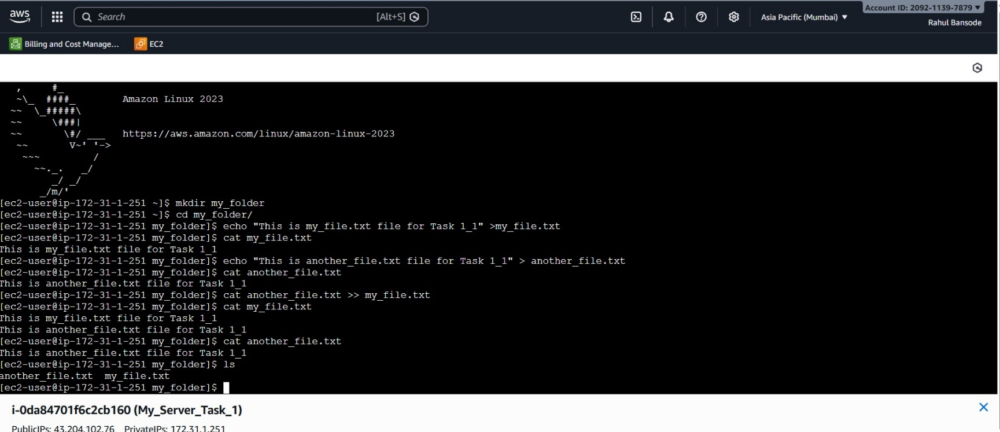 aws
Search [Alt+S]
Asia Pacific (Mumbai) ▼
Account ID: 2092-1139-7879 ▼
Rahul Bansode
Billing and Cost Manage...
EC2
,     #_
~\_  ####_        Amazon Linux 2023
~~  \_#####\
~~     \###|
~~       \#/ ___   https://aws.amazon.com/linux/amazon-linux-2023
~~       V~' '->
~~~         /
~~._.   _/
_/ _/
_/m/'
[ec2-user@ip-172-31-1-251 ~]$ mkdir my_folder
[ec2-user@ip-172-31-1-251 ~]$ cd my_folder/
[ec2-user@ip-172-31-1-251 my_folder]$ echo "This is my_file.txt file for Task 1_1" >my_file.txt
[ec2-user@ip-172-31-1-251 my_folder]$ cat my_file.txt
This is my_file.txt file for Task 1_1
[ec2-user@ip-172-31-1-251 my_folder]$ echo "This is another_file.txt file for Task 1_1" > another_file.txt
[ec2-user@ip-172-31-1-251 my_folder]$ cat another_file.txt
This is another_file.txt file for Task 1_1
[ec2-user@ip-172-31-1-251 my_folder]$ cat another_file.txt >> my_file.txt
[ec2-user@ip-172-31-1-251 my_folder]$ cat my_file.txt
This is my_file.txt file for Task 1_1
This is another_file.txt file for Task 1_1
[ec2-user@ip-172-31-1-251 my_folder]$ cat another_file.txt
This is another_file.txt file for Task 1_1
[ec2-user@ip-172-31-1-251 my_folder]$ ls
another_file.txt  my_file.txt
[ec2-user@ip-172-31-1-251 my_folder]$
i-0da84701f6c2cb160 (My_Server_Task_1)
PublicIPs: 43.204.102.76   PrivateIPs: 172.31.1.251